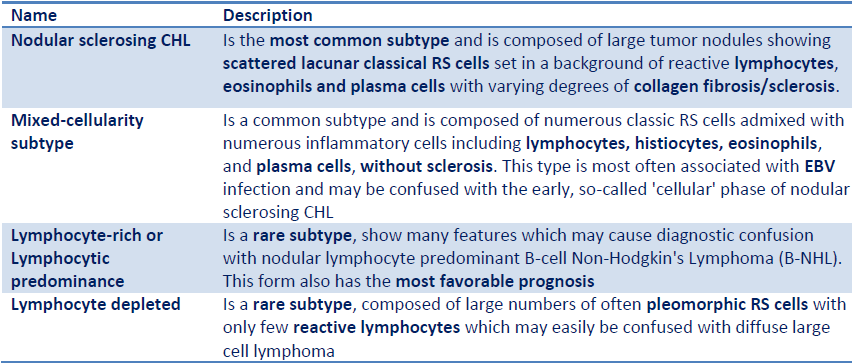 Name Description
Nodular sclerosing CHL Is the most common subtype and is composed of large tumor nodules showing
scattered lacunar classical RS cells set in a background of reactive lymphocytes,
eosinophils and plasma cells with varying degrees of collagen fibrosis/sclerosis.
Mixed-cellularity Is a common subtype and is composed of numerous classic RS cells admixed with
subtype numerous inflammatory cells including lymphocytes, histiocytes, eosinophils,
and plasma cells, without sclerosis. This type is most often associated with EBV
infection and may be confused with the early, so-called 'cellular' phase of nodular
sclerosing CHL
Lymphocyte-rich or Is a rare subtype, show many features which may cause diagnostic confusion
Lymphocytic with nodular lymphocyte predominant B-cell Non-Hodgkin's Lymphoma (B-NHL).
predominance This form also has the most favorable prognosis
Lymphocyte depleted Is a rare subtype, composed of large numbers of often pleomorphic RS cells with
only few reactive lymphocytes which may easily be confused with diffuse large
cell lymphoma